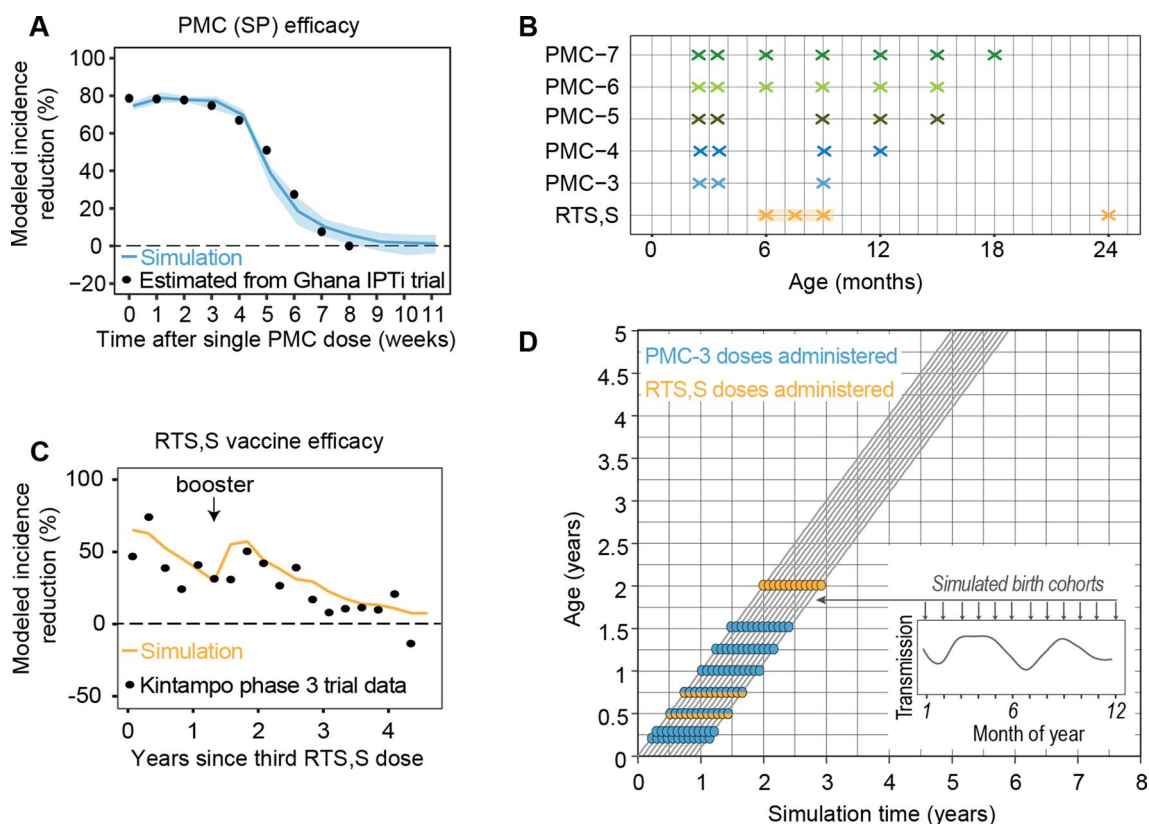 A
PMC (SP) efficacy
Modeled incidence
reduction (%)
100
80
60
40
20
0
−20
Simulation
Estimated from Ghana IPTi trial
0 1 2 3 4 5 6 7 8 9 10 11
Time after single PMC dose (weeks)
B
PMC−7
PMC−6
PMC−5
PMC−4
PMC−3
RTS,S
0 6 12 18 24
Age (months)
C
RTS,S vaccine efficacy
Modeled incidence
reduction (%)
100
50
0
-50
booster
Simulation
Kintampo phase 3 trial data
0 1 2 3 4
Years since third RTS,S dose
D
PMC-3 doses administered
RTS,S doses administered
Age (years)
5
4.5
4
3.5
3
2.5
2
1.5
1
0.5
0
Simulated birth cohorts
Transmission
1 6 12
Month of year
0 1 2 3 4 5 6 7 8
Simulation time (years)